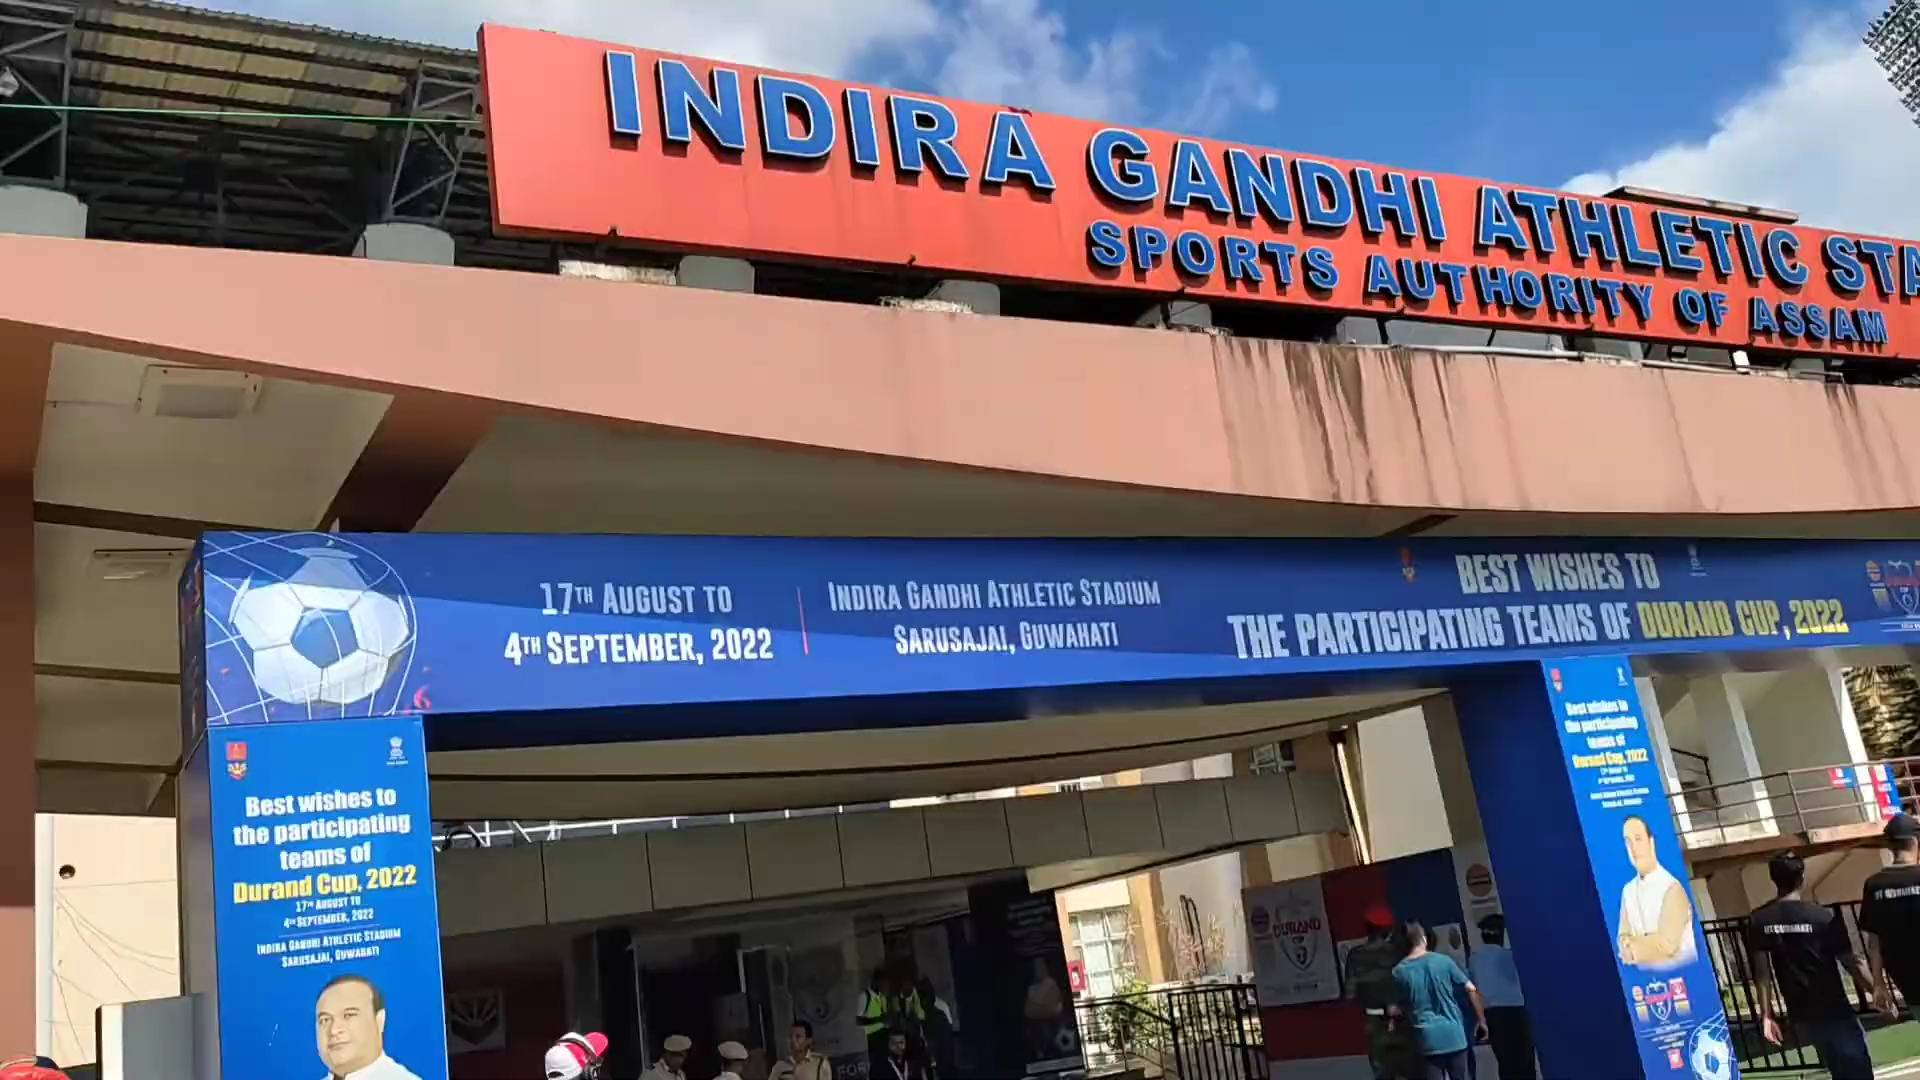 INDIRA GANDHI ATHLETIC STA
SPORTS AUTHORITY OF ASSAM
17TH AUGUST TO
4TH SEPTEMBER, 2022
INDIRA GANDHI ATHLETIC STADIUM
SARUSAJAI, GUWAHATI
BEST WISHES TO
THE PARTICIPATING TEAMS OF DURAND CUP, 2022
Best wishes to
the participating
teams of
Durand Cup, 2022
17TH AUGUST TO
4TH SEPTEMBER, 2022
INDIRA GANDHI ATHLETIC STADIUM
SARUSAJAI, GUWAHATI
Best wishes to
the participating
teams of
Durand Cup, 2022
DURAND
CUP